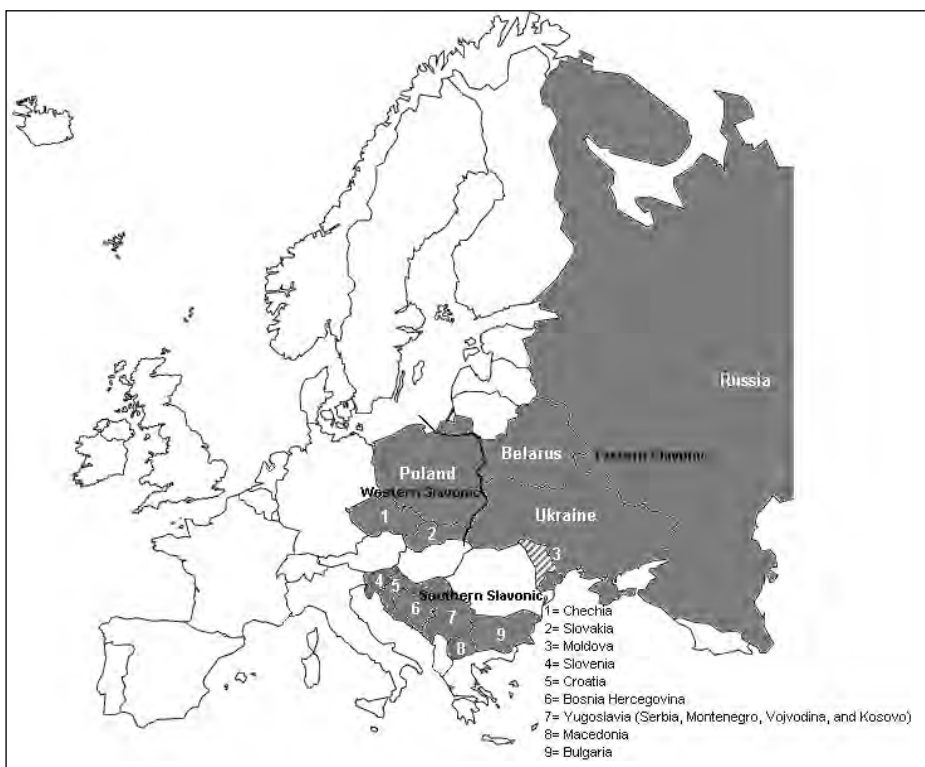 Russia
Belarus
Eastern Slavonic
Poland
Western Slavonic
Ukraine
1
2
3
4
5
Southern Slavonic
6
7
8
9
1= Chechia
2= Slovakia
3= Moldova
4= Slovenia
5= Croatia
6= Bosnia Hercegovina
7= Yugoslavia (Serbia, Montenegro, Vojvodina, and Kosovo)
8= Macedonia
9= Bulgaria